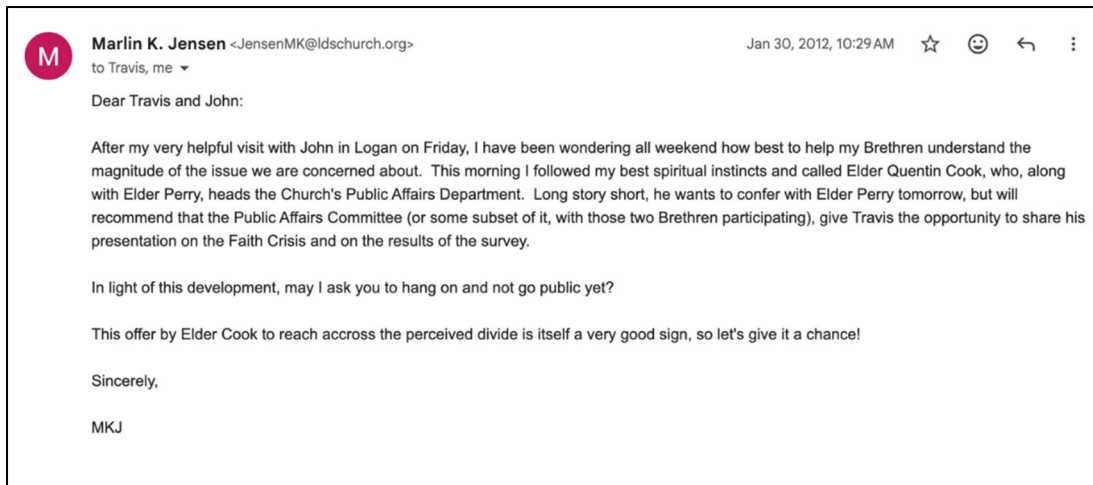 M
Marlin K. Jensen <JensenMK@ldschurch.org>
Jan 30, 2012, 10:29 AM
to Travis, me
Dear Travis and John:
After my very helpful visit with John in Logan on Friday, I have been wondering all weekend how best to help my Brethren understand the
magnitude of the issue we are concerned about.  This morning I followed my best spiritual instincts and called Elder Quentin Cook, who, along
with Elder Perry, heads the Church's Public Affairs Department.  Long story short, he wants to confer with Elder Perry tomorrow, but will
recommend that the Public Affairs Committee (or some subset of it, with those two Brethren participating), give Travis the opportunity to share his
presentation on the Faith Crisis and on the results of the survey.
In light of this development, may I ask you to hang on and not go public yet?
This offer by Elder Cook to reach accross the perceived divide is itself a very good sign, so let's give it a chance!
Sincerely,
MKJ